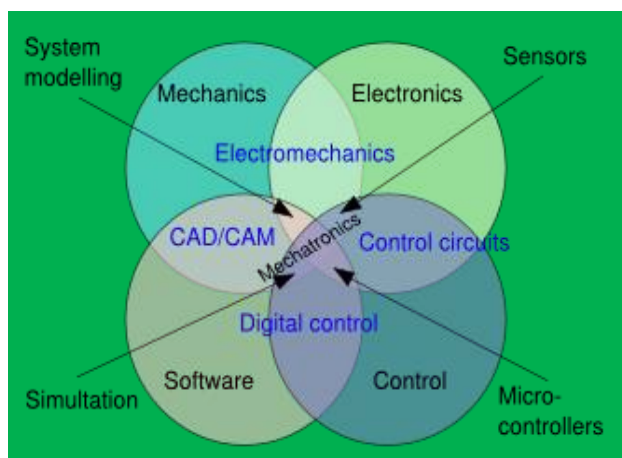 System
modelling
Sensors
Mechanics
Electronics
Electromechanics
CAD/CAM
Mechatronics
Control circuits
Digital control
Software
Control
Simultation
Micro-
controllers